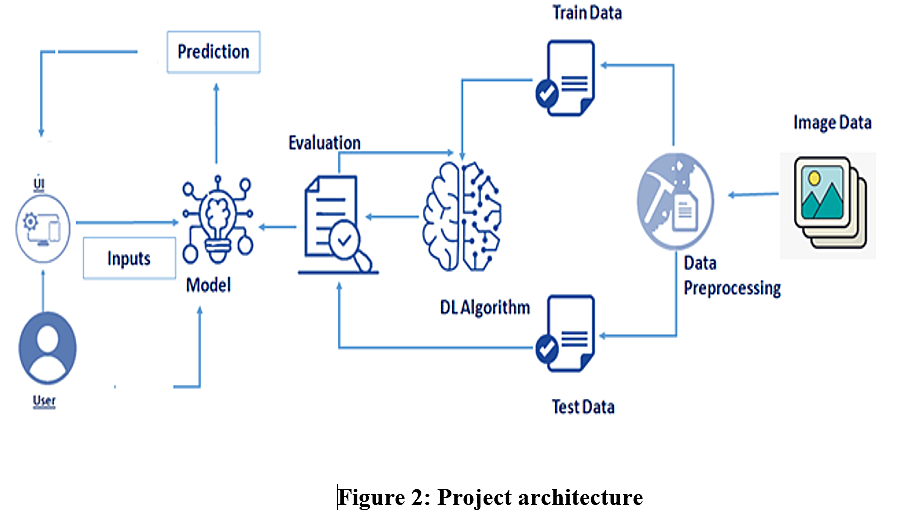 Train Data
Prediction
Image Data
Evaluation
UI
Inputs
Model
Data
Preprocessing
DL Algorithm
User
Test Data
Figure 2: Project architecture